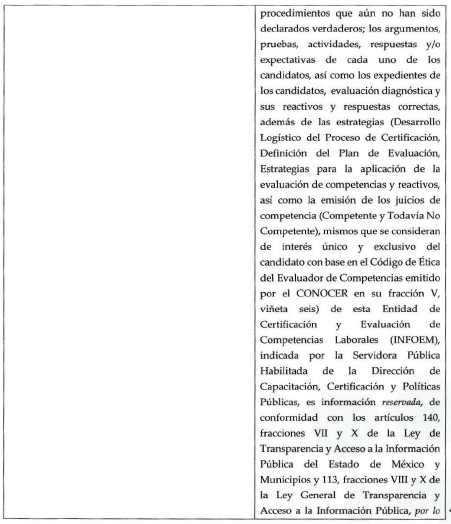 procedimientos que aún no han sido
declarados verdaderos; los argumentos,
pruebas, actividades, respuestas y/o
expectativas de cada uno de los
candidatos, así como los expedientes de
los candidatos, evaluación diagnóstica y
sus reactivos y respuestas correctas,
además de las estrategias (Desarrollo
Logístico del Proceso de Certificación,
Definición del Plan de Evaluación,
Estrategias para la aplicación de la
evaluación de competencias y reactivos,
así como la emisión de los juicios de
competencia (Competente y Todavía No
Competente), mismos que se consideran
de interés único y exclusivo del
candidato con base en el Código de Ética
del Evaluador de Competencias emitido
por el CONOCER en su fracción V,
viñeta seis) de esta Entidad de
Certificación y Evaluación de
Competencias Laborales (INFOEM),
indicada por la Servidora Pública
Habilitada de la Dirección de
Capacitación, Certificación y Políticas
Públicas, es información reservada, de
conformidad con los artículos 140,
fracciones VII y X de la Ley de
Transparencia y Acceso a la Información
Pública del Estado de México y
Municipios y 113, fracciones VIII y X de
la Ley General de Transparencia y
Acceso a la Información Pública, por lo